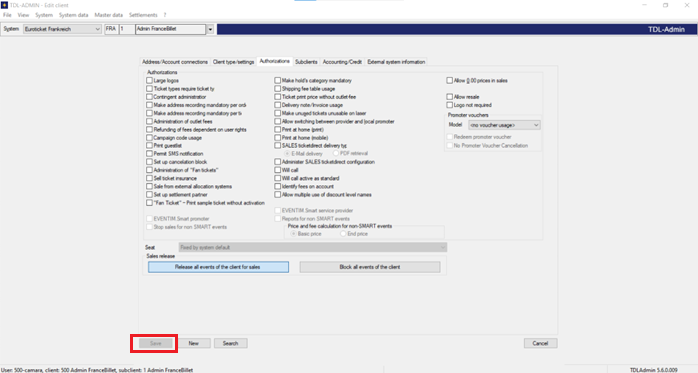 TDL-ADMIN - Edit client
File View System System data Master data Settlements ?
System Euroticket Frankreich FRA 1 Admn FranceBillet TDL-Admin
Address/Account connections Client type/settings Authorizations Subclients Accounting/Credit External system information
Authorizations
Large logos
Ticket types require ticket ty
Contingent administrator
Make address recording mandatory per ord
Make address recording mandatory per tic
Administration of outlet fees
Refunding of fees dependent on user rights
Campaign code usage
Print guestlist
Permit SMS notification
Set up cancelation block
Administration of "Fan tickets"
Sell ticket insurance
Sale from external allocation systems
Set up settlement partner
"Fan Ticket" - Print sample ticket without activation
EVENTIM.Smart promoter
Stop sales for non SMART events
Make hold's category mandatory
Shipping fee table usage
Ticket print price without outlet-fee
Delivery note/Invoice usage
Make unused tickets unusable on laser
Allow switching between provider and local promoter
Print at home (print)
Print at home (mobile)
SALES ticketdirect delivery typ
E-Mail delivery PDF retrieval
Administer SALES ticketdirect configuration
Will call
Will call active as standard
Identify fees on account
Allow multiple use of discount level names
EVENTIM.Smart service provider
Reports for non-SMART events
Price and fee calculation for non-SMART events
Basic price End price
Allow 0.00 prices in sales
Allow resale
Logo not required
Promoter vouchers
Model <no voucher usage>
Redeem promoter voucher
No Promoter Voucher Cancellation
Seat Fixed by system default
Sales release
Release all events of the client for sales Block all events of the client
Save New Search Cancel
User: 500-camara, client: 500 Admin FranceBillet, subclient: 1 Admin FranceBillet TDLAdmin 5.6.0.009